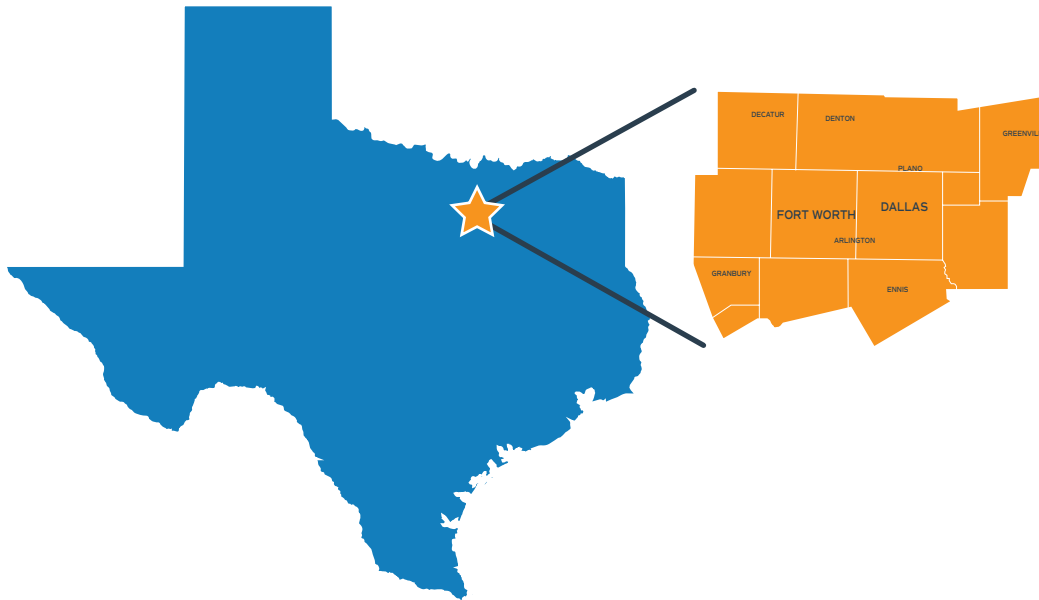 DECATUR
DENTON
GREENVIL
PLANO
FORT WORTH
DALLAS
ARLINGTON
GRANBURY
ENNIS